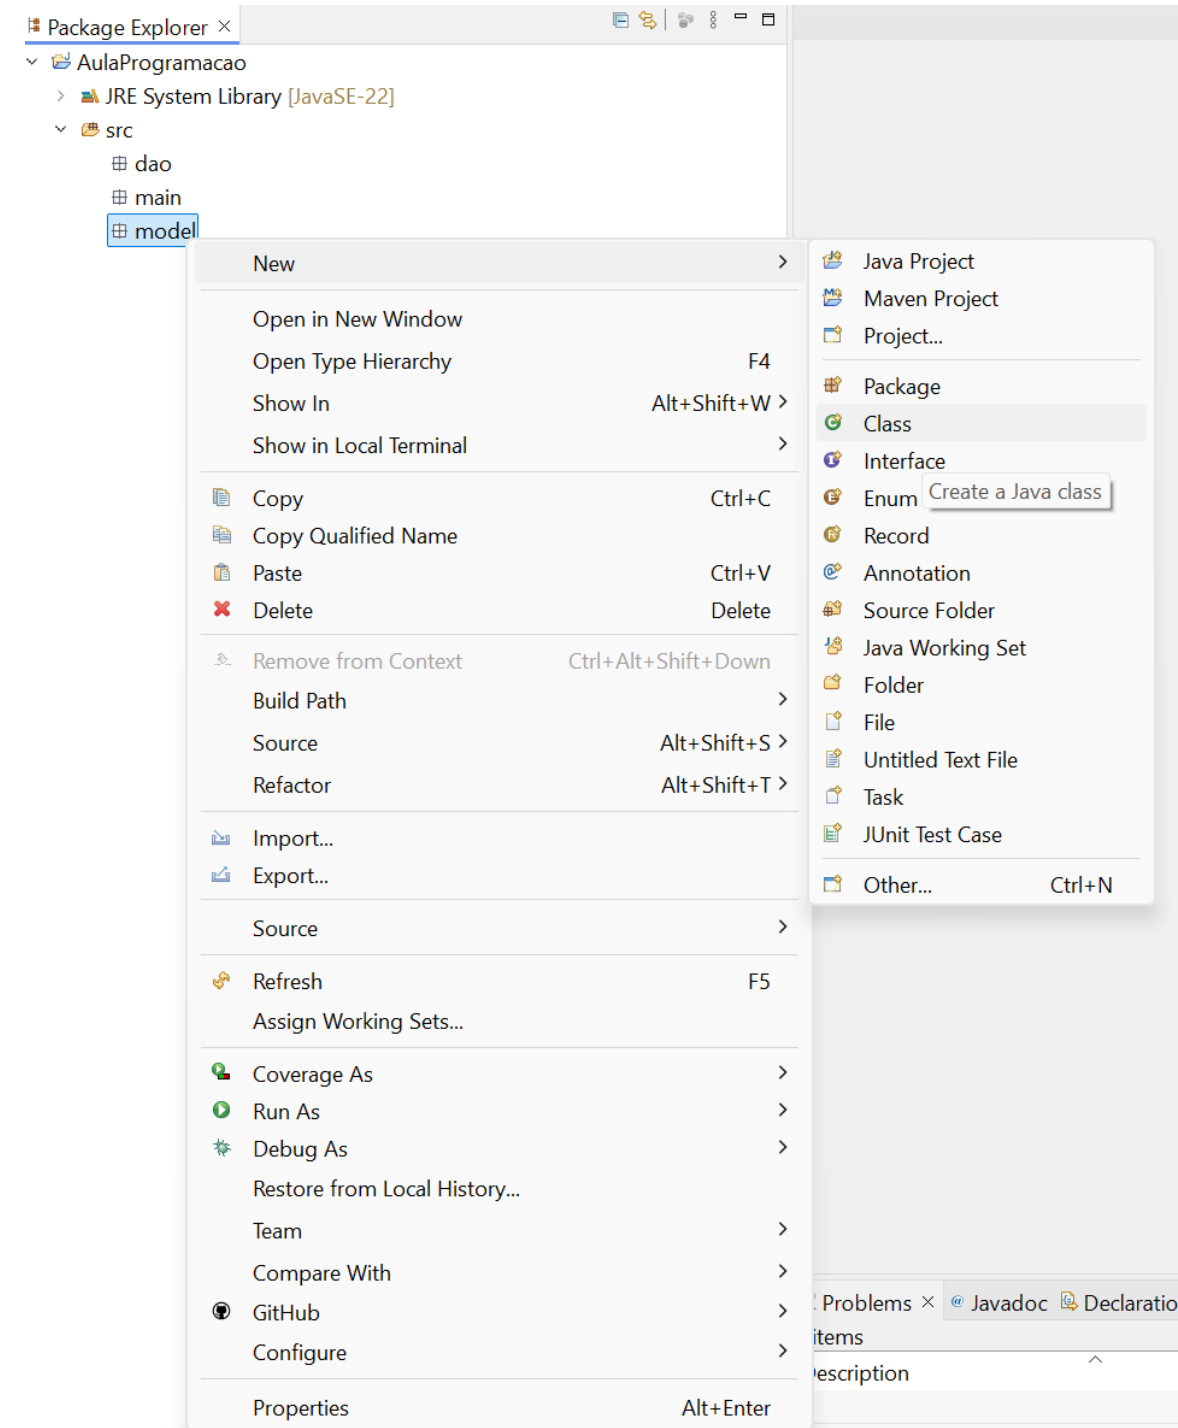 Package Explorer
AulaProgramacao
JRE System Library [JavaSE-22]
src
dao
main
model
New
Open in New Window
Open Type Hierarchy F4
Show In Alt+Shift+W
Show in Local Terminal
Copy Ctrl+C
Copy Qualified Name
Paste Ctrl+V
Delete Delete
Remove from Context Ctrl+Alt+Shift+Down
Build Path
Source Alt+Shift+S
Refactor Alt+Shift+T
Import...
Export...
Source
Refresh F5
Assign Working Sets...
Coverage As
Run As
Debug As
Restore from Local History...
Team
Compare With
GitHub
Configure
Properties Alt+Enter
Java Project
Maven Project
Project...
Package
Class
Interface
Enum
Create a Java class
Record
Annotation
Source Folder
Java Working Set
Folder
File
Untitled Text File
Task
JUnit Test Case
Other... Ctrl+N
Problems @ Javadoc Declaratio
items
escription